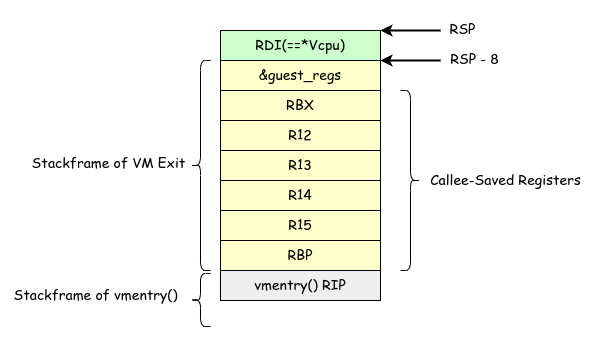 RSP
RDI(==*Vcpu)
RSP - 8
&guest_regs
RBX
R12
Stackframe of VM Exit
R13
Callee-Saved Registers
R14
R15
RBP
Stackframe of vmentry()
vmentry() RIP